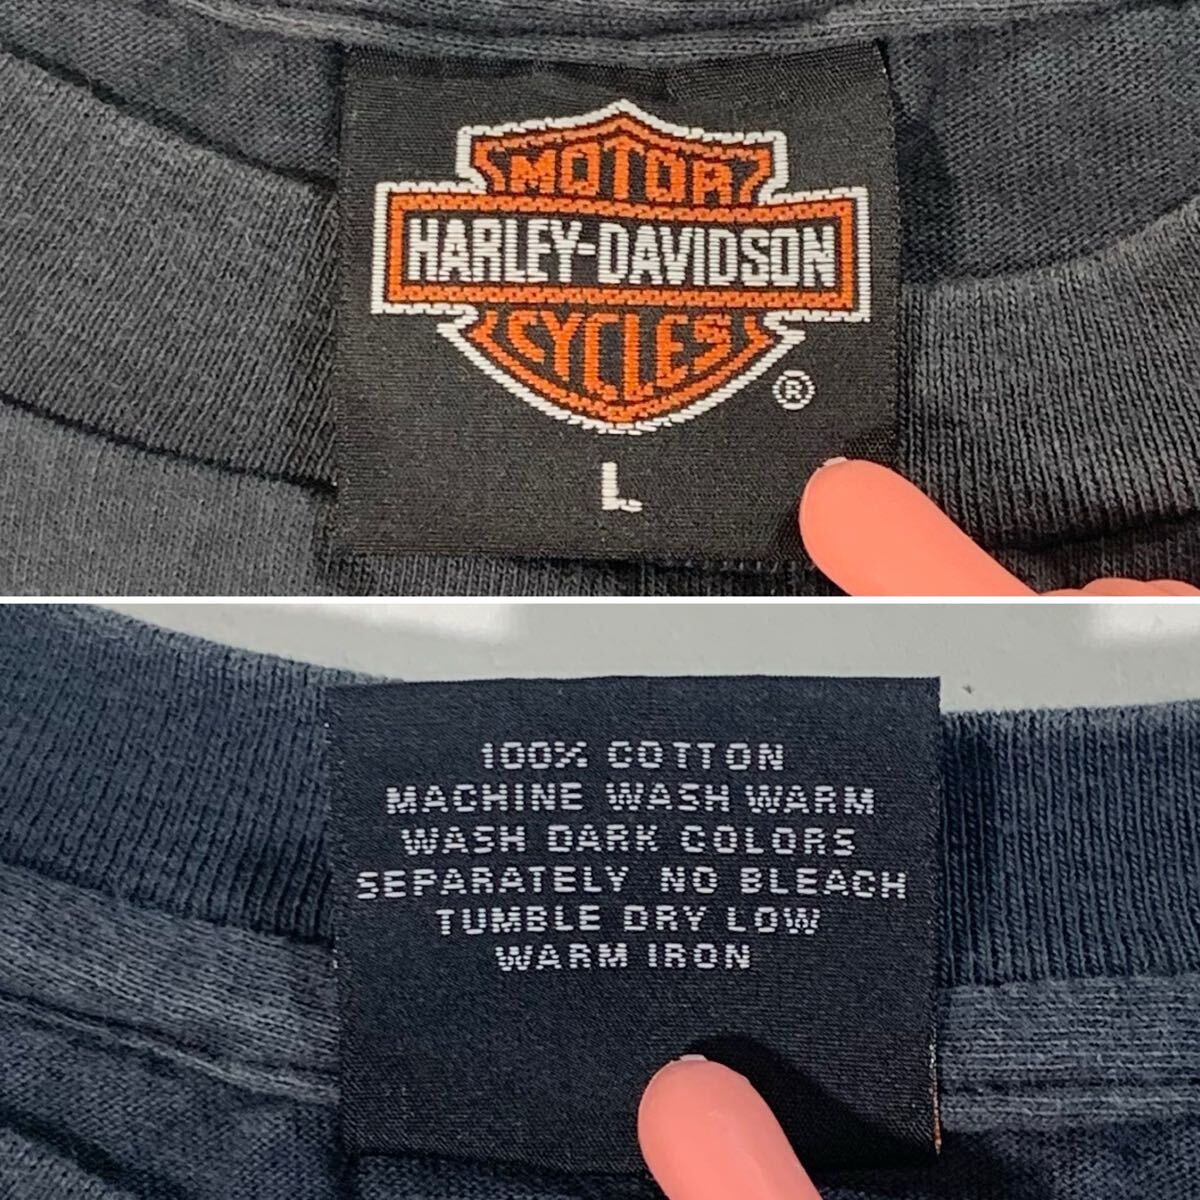 MOTOR
HARLEY-DAVIDSON
CYCLES
®
L
100% COTTON
MACHINE WASH WARM
WASH DARK COLORS
SEPARATELY NO BLEACH
TUMBLE DRY LOW
WARM IRON